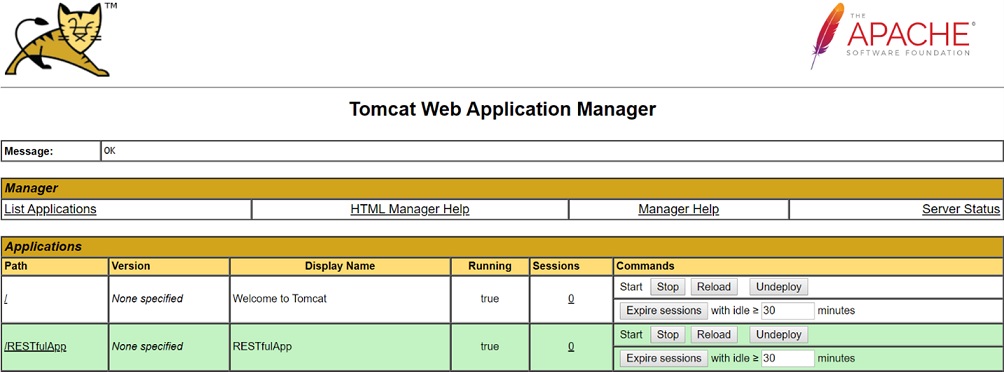 TM
THE
APACHE®
SOFTWARE FOUNDATION
Tomcat Web Application Manager
Message: OK
Manager
List Applications HTML Manager Help Manager Help Server Status
Applications
Path Version Display Name Running Sessions Commands
/ None specified Welcome to Tomcat true 0 Start Stop Reload Undeploy
Expire sessions with idle ≥ 30 minutes
/RESTfulApp None specified RESTfulApp true 0 Start Stop Reload Undeploy
Expire sessions with idle ≥ 30 minutes